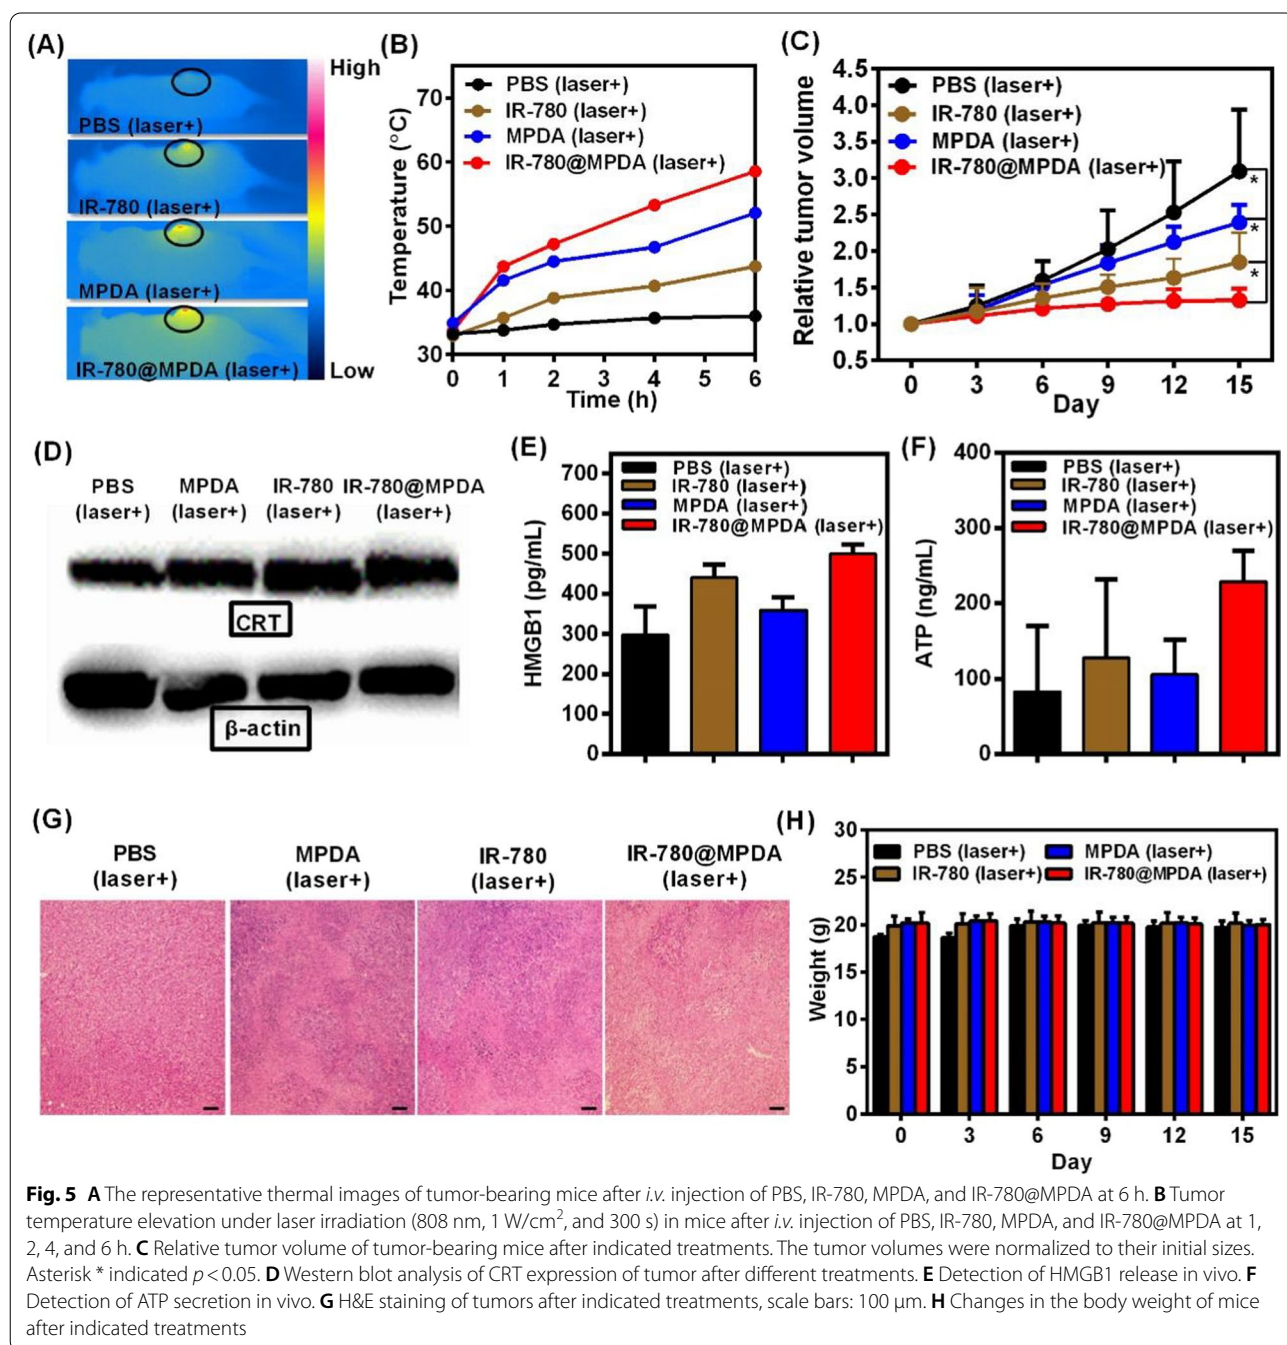 (A)
High
PBS (laser+)
IR-780 (laser+)
MPDA (laser+)
IR-780@MPDA (laser+)
Low
(B)
PBS (laser+)
IR-780 (laser+)
MPDA (laser+)
IR-780@MPDA (laser+)
Temperature (°C)
70
60
50
40
30
0 1 2 3 4 5 6
Time (h)
(C)
PBS (laser+)
IR-780 (laser+)
MPDA (laser+)
IR-780@MPDA (laser+)
Relative tumor volume
4.5
4.0
3.5
3.0
2.5
2.0
1.5
1.0
0.5
*
*
*
0 3 6 9 12 15
Day
(D)
PBS MPDA IR-780 IR-780@MPDA
(laser+) (laser+) (laser+) (laser+)
CRT
β-actin
(E)
PBS (laser+)
IR-780 (laser+)
MPDA (laser+)
IR-780@MPDA (laser+)
HMGB1 (pg/mL)
700
600
500
400
300
200
100
0
(F)
PBS (laser+)
IR-780 (laser+)
MPDA (laser+)
IR-780@MPDA (laser+)
ATP (ng/mL)
400
300
200
100
0
(G)
PBS MPDA IR-780 IR-780@MPDA
(laser+) (laser+) (laser+) (laser+)
(H)
PBS (laser+) MPDA (laser+)
IR-780 (laser+) IR-780@MPDA (laser+)
Weight (g)
30
25
20
15
10
5
0
0 3 6 9 12 15
Day
Fig. 5 A The representative thermal images of tumor-bearing mice after i.v. injection of PBS, IR-780, MPDA, and IR-780@MPDA at 6 h. B Tumor
temperature elevation under laser irradiation (808 nm, 1 W/cm², and 300 s) in mice after i.v. injection of PBS, IR-780, MPDA, and IR-780@MPDA at 1,
2, 4, and 6 h. C Relative tumor volume of tumor-bearing mice after indicated treatments. The tumor volumes were normalized to their initial sizes.
Asterisk * indicated p < 0.05. D Western blot analysis of CRT expression of tumor after different treatments. E Detection of HMGB1 release in vivo. F
Detection of ATP secretion in vivo. G H&E staining of tumors after indicated treatments, scale bars: 100 μm. H Changes in the body weight of mice
after indicated treatments